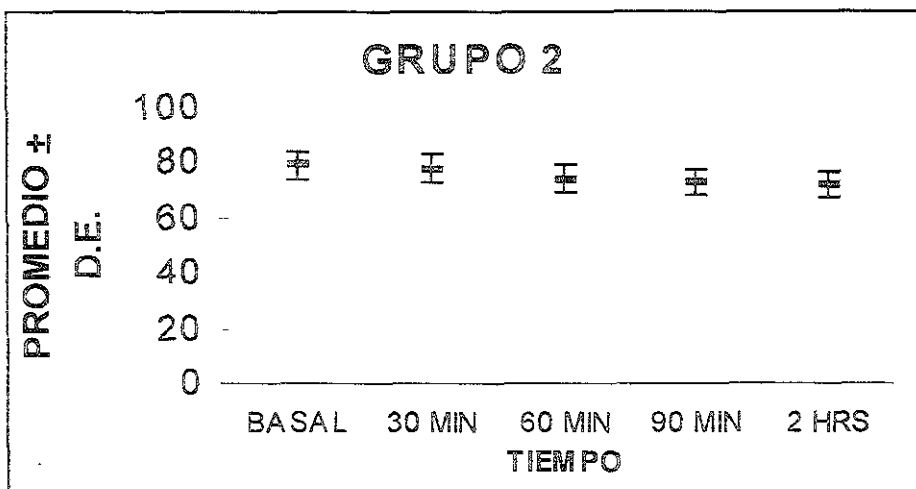 GRUPO 2
PROMEDIO ±
D.E.
100
80
60
40
20
0
BASAL 30 MIN 60 MIN 90 MIN 2 HRS
TIEMPO